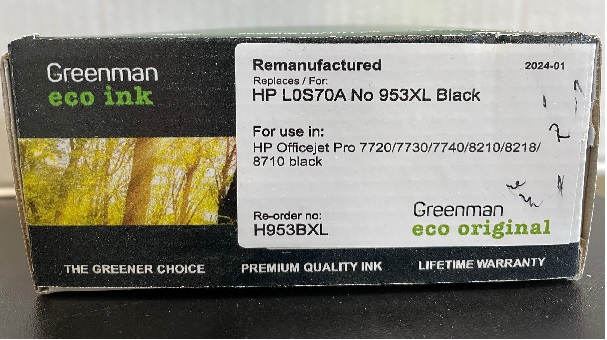 Greenman
eco ink
Remanufactured
2024-01
Replaces / For:
HP L0S70A No 953XL Black
For use in:
HP Officejet Pro 7720/7730/7740/8210/8218/
8710 black
Re-order no:
H953BXL
Greenman
eco original
THE GREENER CHOICE
PREMIUM QUALITY INK
LIFETIME WARRANTY